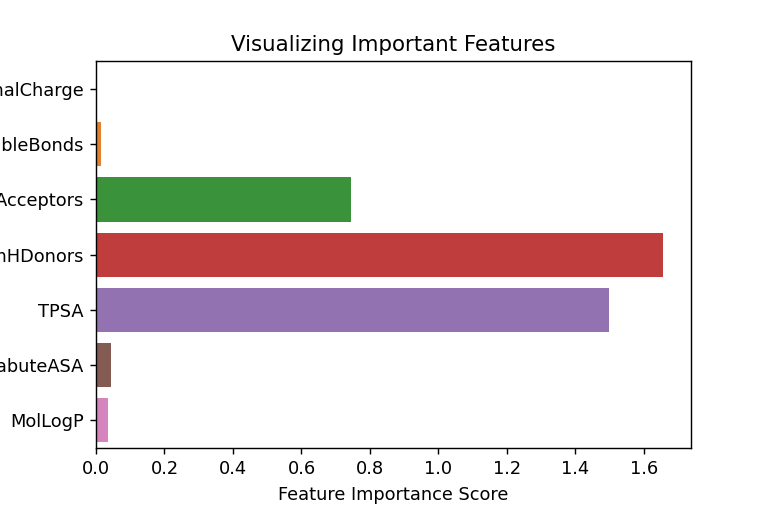 Visualizing Important Features
nalCharge
bleBonds
Acceptors
nHDonors
TPSA
abuteASA
MolLogP
0.0 0.2 0.4 0.6 0.8 1.0 1.2 1.4 1.6
Feature Importance Score